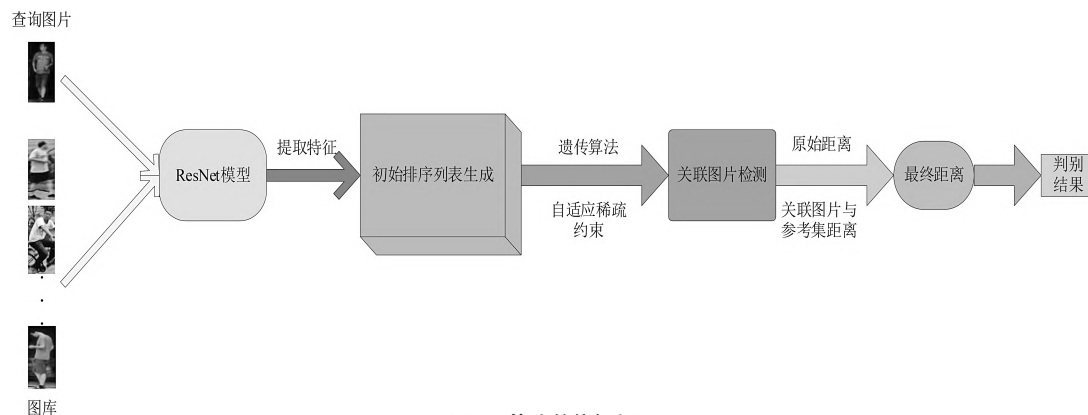 查询图片
ResNet模型
提取特征
初始排序列表生成
遗传算法
自适应稀疏
约束
关联图片检测
原始距离
关联图片与
参考集距离
最终距离
判别
结果
图库